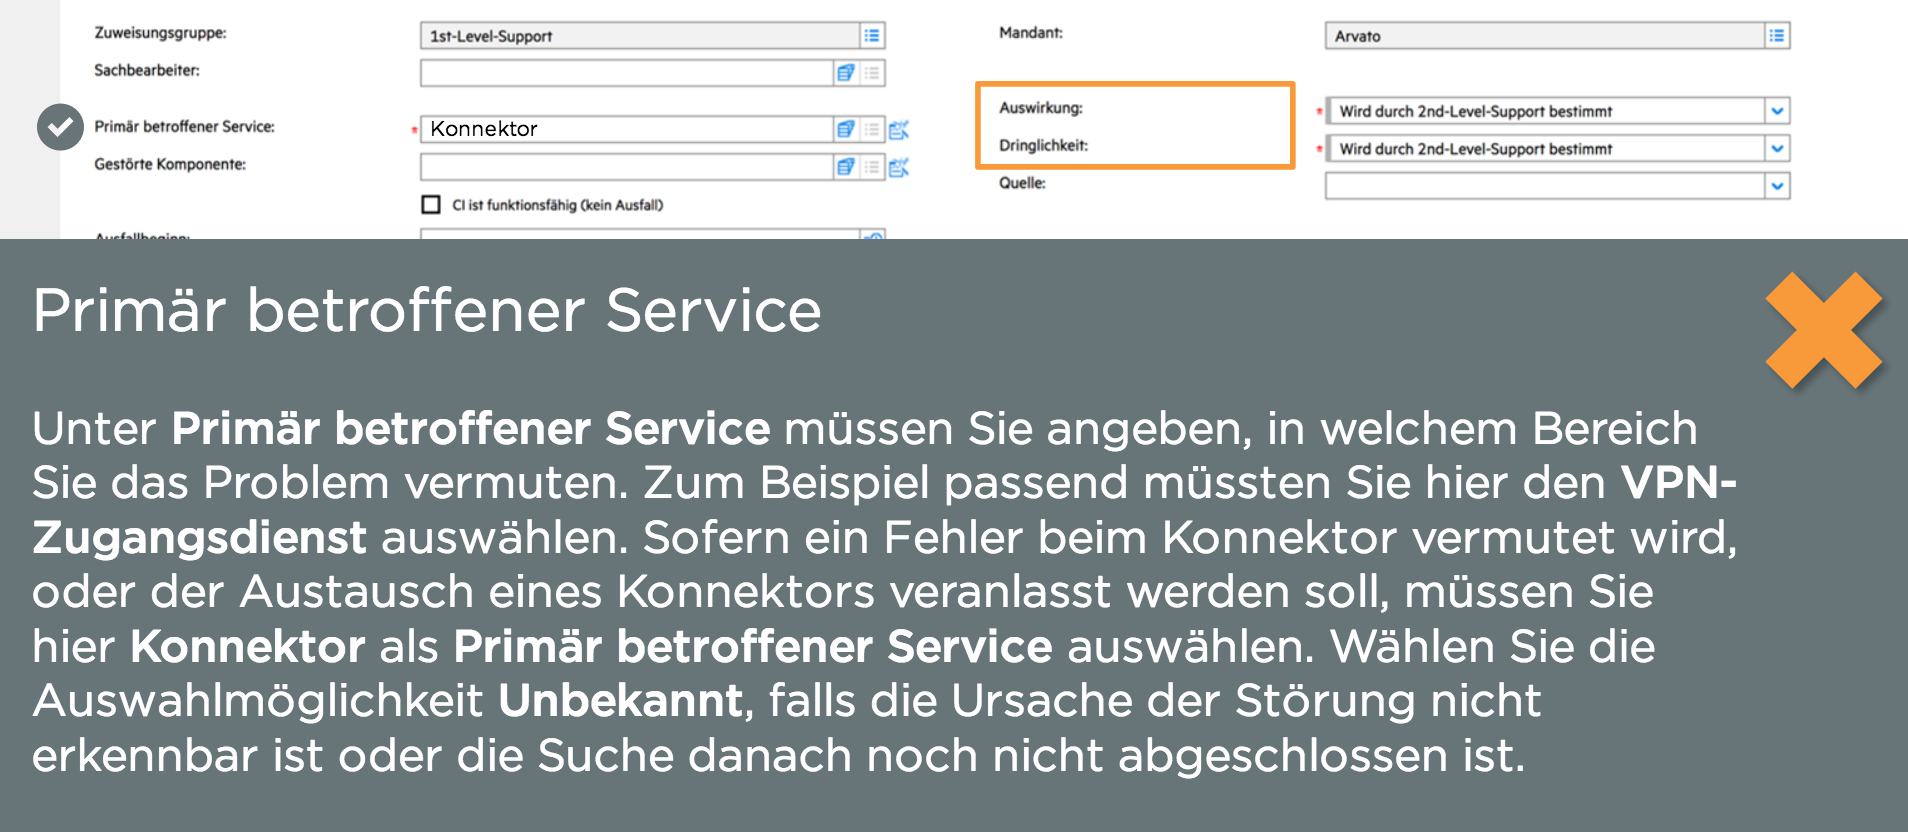 Zuweisungsgruppe:
1st-Level-Support
Mandant:
Arvato
Sachbearbeiter:
Auswirkung:
* Wird durch 2nd-Level-Support bestimmt
Primär betroffener Service:
* Konnektor
Dringlichkeit:
* Wird durch 2nd-Level-Support bestimmt
Gestörte Komponente:
Quelle:
CI ist funktionsfähig (kein Ausfall)
Ausfallbeginn:
Primär betroffener Service
Unter Primär betroffener Service müssen Sie angeben, in welchem Bereich
Sie das Problem vermuten. Zum Beispiel passend müssten Sie hier den VPN-
Zugangsdienst auswählen. Sofern ein Fehler beim Konnektor vermutet wird,
oder der Austausch eines Konnektors veranlasst werden soll, müssen Sie
hier Konnektor als Primär betroffener Service auswählen. Wählen Sie die
Auswahlmöglichkeit Unbekannt, falls die Ursache der Störung nicht
erkennbar ist oder die Suche danach noch nicht abgeschlossen ist.